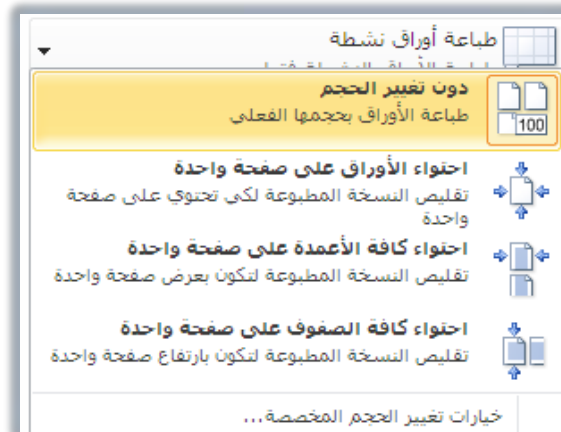 طباعة أوراق نشطة
دون تغيير الحجم
طباعة الأوراق بحجمها الفعلي
100
احتواء الأوراق على صفحة واحدة
تقليص النسخة المطبوعة لكي تحتوي على صفحة
واحدة
احتواء كافة الأعمدة على صفحة واحدة
تقليص النسخة المطبوعة لتكون بعرض صفحة واحدة
احتواء كافة الصفوف على صفحة واحدة
تقليص النسخة المطبوعة لتكون بارتفاع صفحة واحدة
خيارات تغيير الحجم المخصصة...